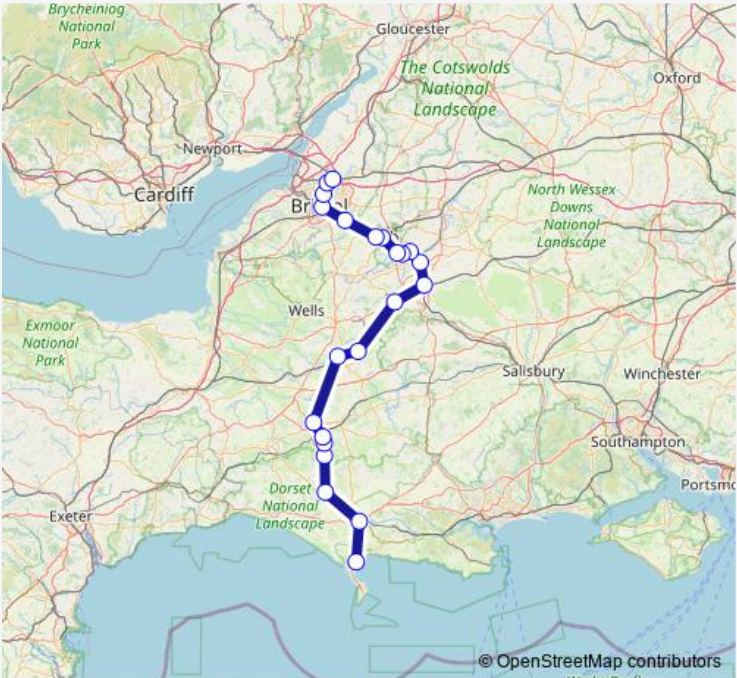 Brycheiniog
National
Park
Gloucester
The Cotswolds
National
Landscape
Oxford
Newport
Cardiff
North Wessex
Downs
National
Landscape
Wells
Exmoor
National
Park
Salisbury
Winchester
Southampton
Dorset
National
Landscape
Exeter
© OpenStreetMap contributors